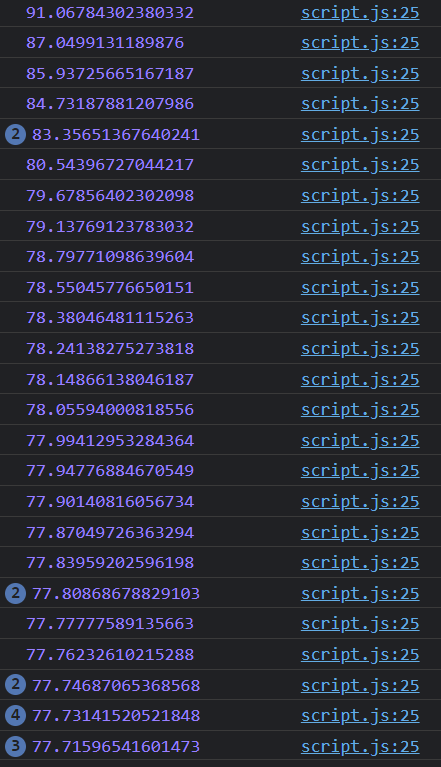 91.06784302380332 script.js:25
87.0499131189876 script.js:25
85.93725665167187 script.js:25
84.73187881207986 script.js:25
2 83.35651367640241 script.js:25
80.54396727044217 script.js:25
79.67856402302098 script.js:25
79.13769123783032 script.js:25
78.79771098639604 script.js:25
78.55045776650151 script.js:25
78.38046481115263 script.js:25
78.24138275273818 script.js:25
78.14866138046187 script.js:25
78.05594000818556 script.js:25
77.99412953284364 script.js:25
77.94776884670549 script.js:25
77.90140816056734 script.js:25
77.87049726363294 script.js:25
77.83959202596198 script.js:25
2 77.80868678829103 script.js:25
77.77777589135663 script.js:25
77.76232610215288 script.js:25
2 77.74687065368568 script.js:25
4 77.73141520521848 script.js:25
3 77.71596541601473 script.js:25